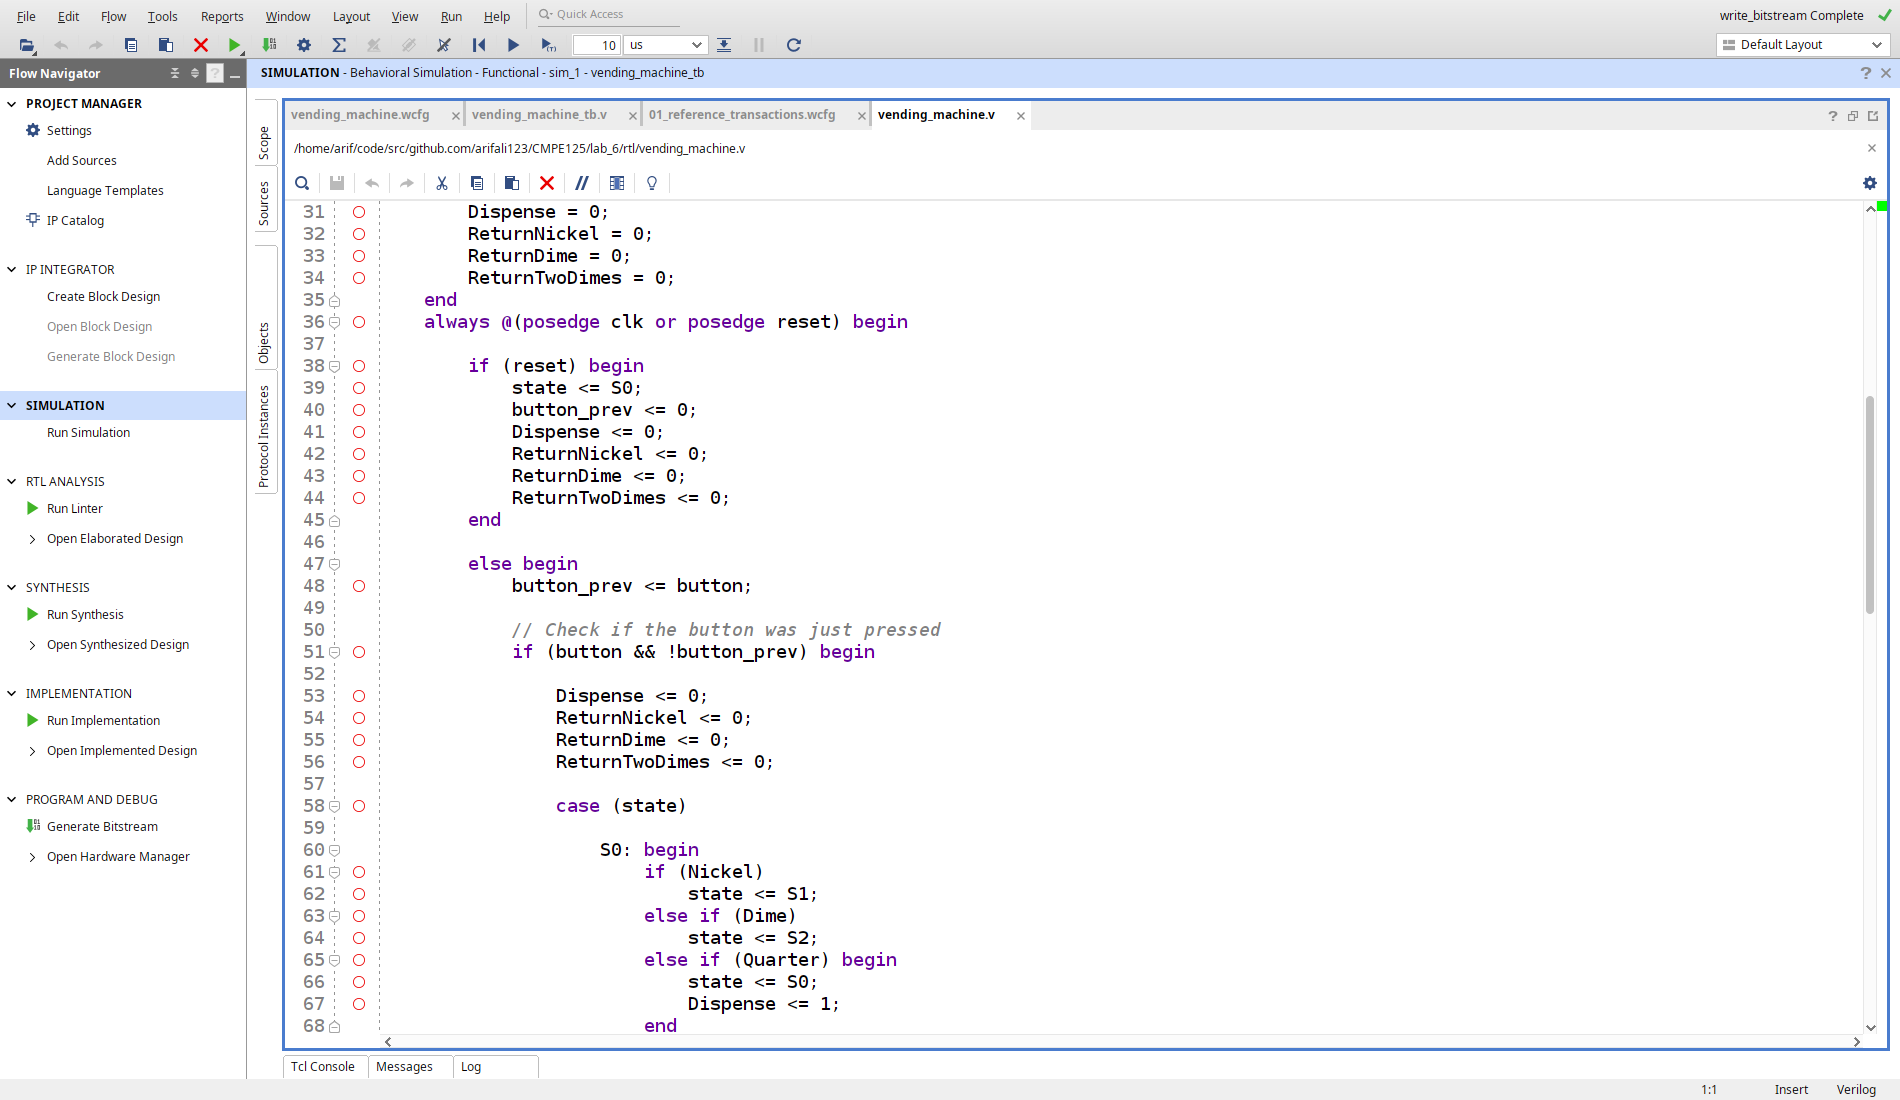 File Edit Flow Tools Reports Window Layout View Run Help Quick Access write_bitstream Complete
10 us Default Layout
Flow Navigator ? _
SIMULATION - Behavioral Simulation - Functional - sim_1 - vending_machine_tb ?
PROJECT MANAGER
Settings
Add Sources
Language Templates
IP Catalog
IP INTEGRATOR
Create Block Design
Open Block Design
Generate Block Design
SIMULATION
Run Simulation
RTL ANALYSIS
Run Linter
Open Elaborated Design
SYNTHESIS
Run Synthesis
Open Synthesized Design
IMPLEMENTATION
Run Implementation
Open Implemented Design
PROGRAM AND DEBUG
Generate Bitstream
Open Hardware Manager
Scope
Sources
Objects
Protocol Instances
vending_machine.wcfg vending_machine_tb.v 01_reference_transactions.wcfg vending_machine.v ?
/home/arif/code/src/github.com/arifali123/CMPE125/lab_6/rtl/vending_machine.v
31 Dispense = 0;
32 ReturnNickel = 0;
33 ReturnDime = 0;
34 ReturnTwoDimes = 0;
35 end
36 always @(posedge clk or posedge reset) begin
37
38 if (reset) begin
39 state <= S0;
40 button_prev <= 0;
41 Dispense <= 0;
42 ReturnNickel <= 0;
43 ReturnDime <= 0;
44 ReturnTwoDimes <= 0;
45 end
46
47 else begin
48 button_prev <= button;
49
50 // Check if the button was just pressed
51 if (button && !button_prev) begin
52
53 Dispense <= 0;
54 ReturnNickel <= 0;
55 ReturnDime <= 0;
56 ReturnTwoDimes <= 0;
57
58 case (state)
59
60 S0: begin
61 if (Nickel)
62 state <= S1;
63 else if (Dime)
64 state <= S2;
65 else if (Quarter) begin
66 state <= S0;
67 Dispense <= 1;
68 end
Tcl Console Messages Log
1:1 Insert Verilog